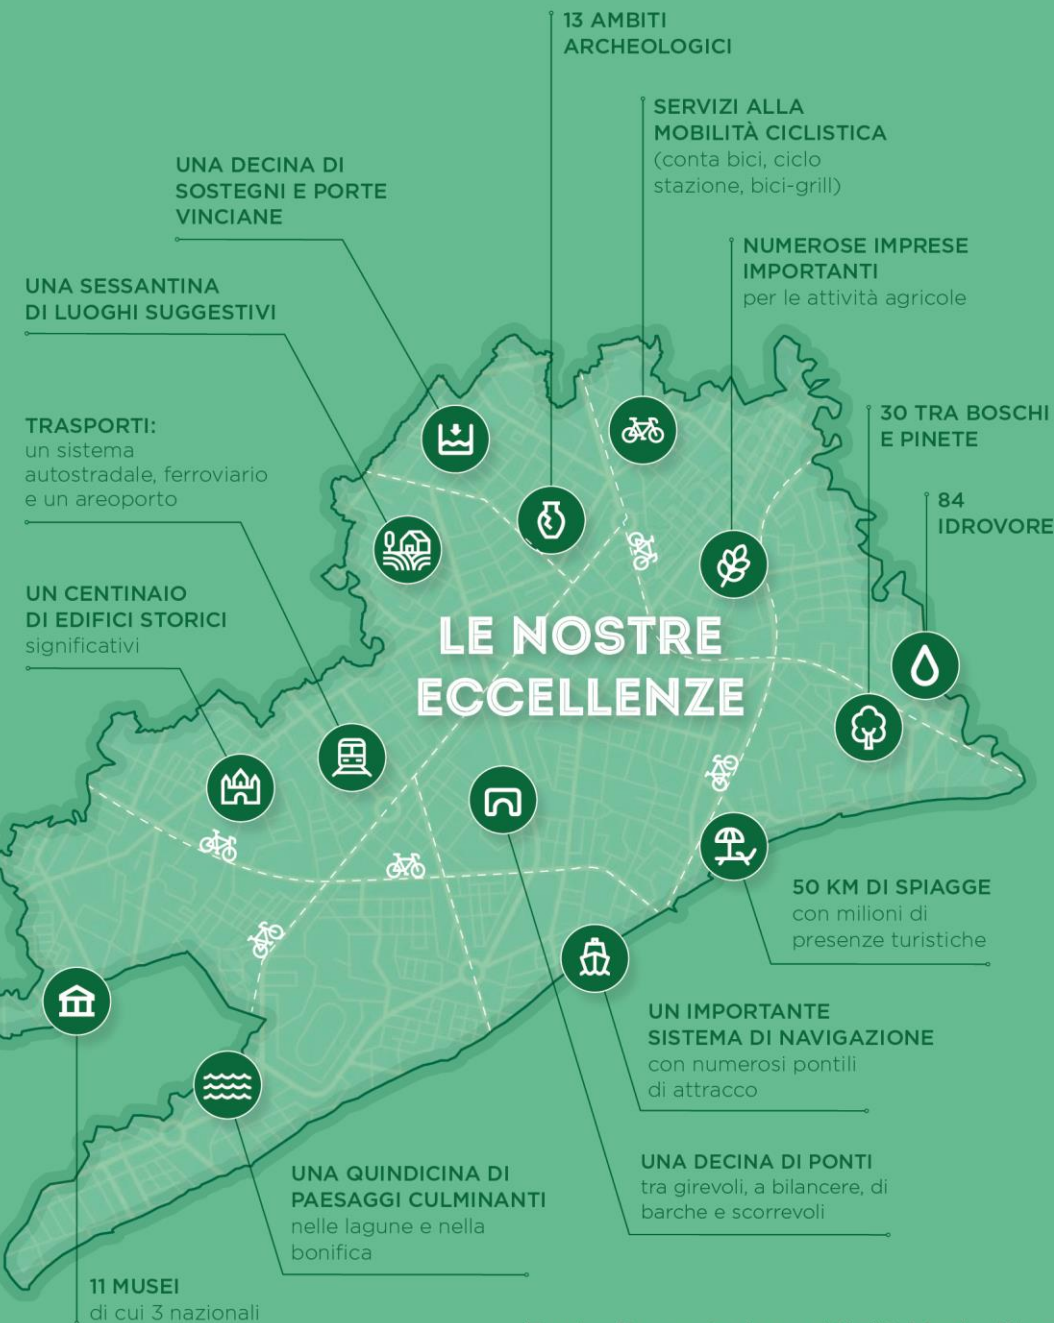 13 AMBITI
ARCHEOLOGICI
SERVIZI ALLA
MOBILITÀ CICLISTICA
(conta bici, ciclo
stazione, bici-grill)
UNA DECINA DI
SOSTEGNI E PORTE
VINCIANE
NUMEROSE IMPRESE
IMPORTANTI
per le attività agricole
UNA SESSANTINA
DI LUOGHI SUGGESTIVI
30 TRA BOSCHI
E PINETE
TRASPORTI:
un sistema
autostradale, ferroviario
e un areoporto
84
IDROVORE
UN CENTINAIO
DI EDIFICI STORICI
significativi
LE NOSTRE
ECCELLENZE
50 KM DI SPIAGGE
con milioni di
presenze turistiche
UN IMPORTANTE
SISTEMA DI NAVIGAZIONE
con numerosi pontili
di attracco
UNA DECINA DI PONTI
tra girevoli, a bilancere, di
barche e scorrevoli
UNA QUINDICINA DI
PAESAGGI CULMINANTI
nelle lagune e nella
bonifica
11 MUSEI
di cui 3 nazionali